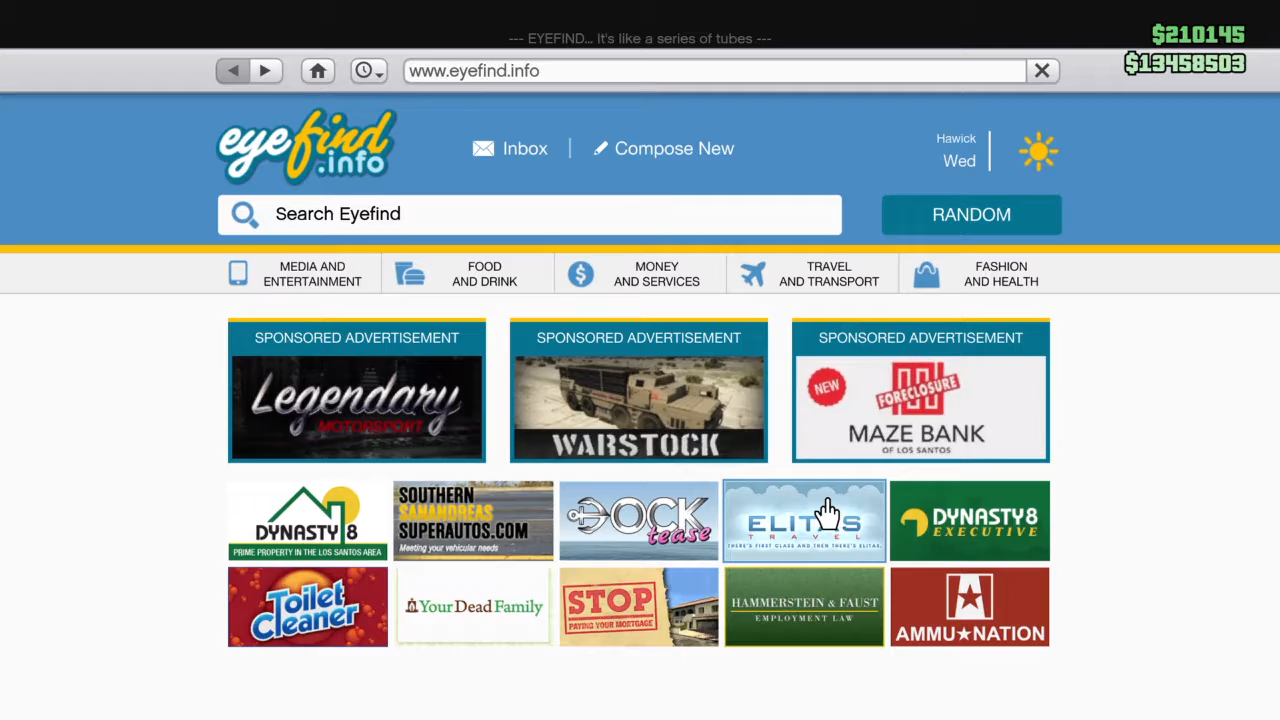 --- EYEFIND... It's like a series of tubes ---
$210145
$13458503
www.eyefind.info
eyefind
.info
Inbox
Compose New
Hawick
Wed
Search Eyefind
RANDOM
MEDIA AND
ENTERTAINMENT
FOOD
AND DRINK
MONEY
AND SERVICES
TRAVEL
AND TRANSPORT
FASHION
AND HEALTH
SPONSORED ADVERTISEMENT
Legendary
MOTORSPORT
SPONSORED ADVERTISEMENT
WARSTOCK
SPONSORED ADVERTISEMENT
NEW
FORECLOSURE
MAZE BANK
OF LOS SANTOS
DYNASTY 8
PRIME PROPERTY IN THE LOS SANTOS AREA
SOUTHERN
SANANDREAS
SUPERAUTOS.COM
Meeting your vehicular needs
DOCK
tease
ELITAS
TRAVEL
THERE'S FIRST CLASS AND THEN THERE'S ELITAS.
DYNASTY 8
EXECUTIVE
Toilet
Cleaner
Your Dead Family
STOP
PAYING YOUR MORTGAGE
HAMMERSTEIN & FAUST
EMPLOYMENT LAW
AMMU★NATION